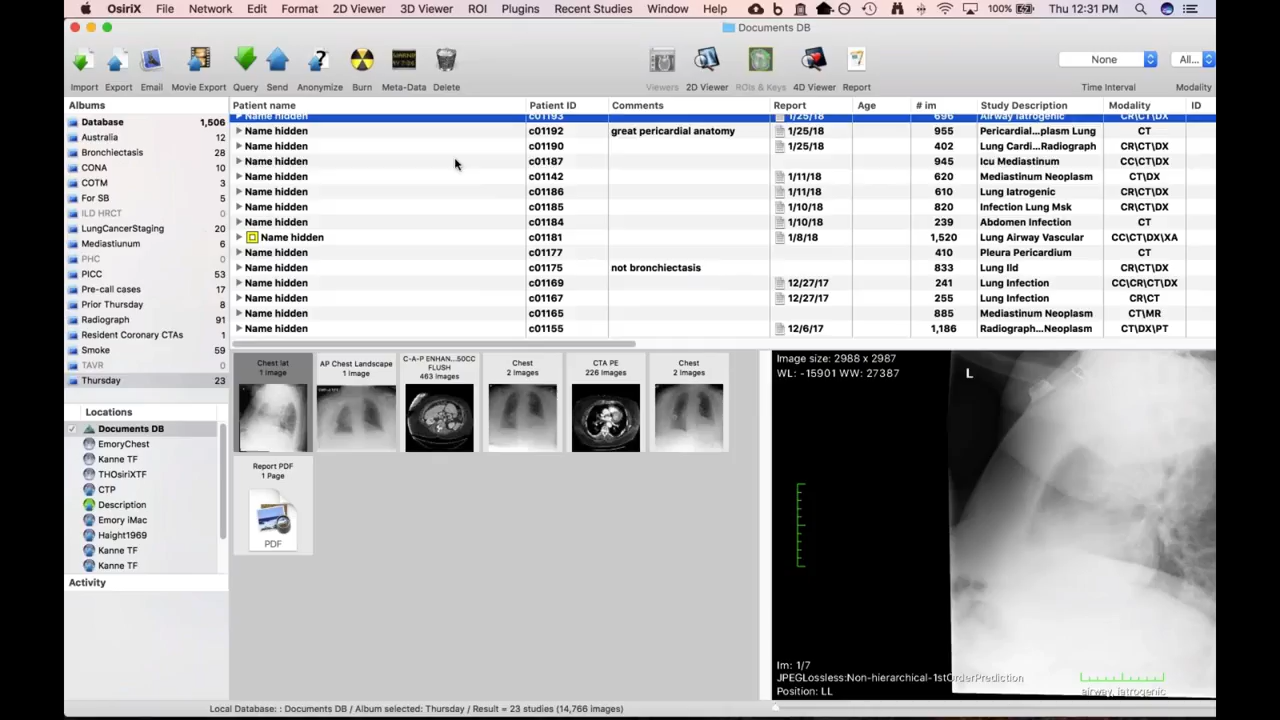 OsiriX File Network Edit Format 2D Viewer 3D Viewer ROI Plugins Recent Studies Window Help 100% Thu 12:31 PM
Documents DB
None All...
Import Export Email Movie Export Query Send Anonymize Burn Meta-Data Delete Viewers 2D Viewer ROIs & Keys 4D Viewer Report Time Interval Modality
Albums
Database 1,506
Australia 12
Bronchiectasis 28
CONA 10
COTM 3
For SB 5
ILD HRCT 0
LungCancerStaging 20
Mediastiunum 6
PHC 0
PICC 53
Pre-call cases 17
Prior Thursday 8
Radiograph 91
Resident Coronary CTAs 1
Smoke 59
TAVR 0
Thursday 23
Locations
Documents DB
EmoryChest
Kanne TF
THOsiriXTF
CTP
Description
Emory iMac
Haight1969
Kanne TF
Kanne TF
Activity
Patient name Patient ID Comments Report Age # im Study Description Modality ID
Name hidden c01193 1/25/18 696 Airway Iatrogenic CR\CT\DX
Name hidden c01192 great pericardial anatomy 1/25/18 955 Pericardial...plasm Lung CT
Name hidden c01190 1/25/18 402 Lung Cardi...Radiograph CR\CT\DX
Name hidden c01187 945 Icu Mediastinum CC\CT\DX
Name hidden c01142 1/11/18 620 Mediastinum Neoplasm CT\DX
Name hidden c01186 1/11/18 610 Lung Iatrogenic CR\CT\DX
Name hidden c01185 1/10/18 820 Infection Lung Msk CR\CT\DX
Name hidden c01184 1/10/18 239 Abdomen Infection CT
Name hidden c01181 1/8/18 1,520 Lung Airway Vascular CC\CT\DX\XA
Name hidden c01177 410 Pleura Pericardium CT
Name hidden c01175 not bronchiectasis 833 Lung Ild CR\CT\DX
Name hidden c01169 12/27/17 241 Lung Infection CC\CR\CT\DX
Name hidden c01167 12/27/17 255 Lung Infection CR\CT
Name hidden c01165 885 Mediastinum Neoplasm CT\MR
Name hidden c01155 12/6/17 1,186 Radiograph...Neoplasm CT\DX\PT
Chest lat
1 Image
AP Chest Landscape
1 Image
C-A-P ENHAN...50CC
FLUSH
463 Images
Chest
2 Images
CTA PE
226 Images
Chest
2 Images
Report PDF
1 Page
PDF
Image size: 2988 x 2987
WL: -15901 WW: 27387
L
Im: 1/7
JPEGLossless:Non-hierarchical-1stOrderPrediction
Position: LL
airway, iatrogenic
Local Database: : Documents DB / Album selected: Thursday / Result = 23 studies (14,766 images)